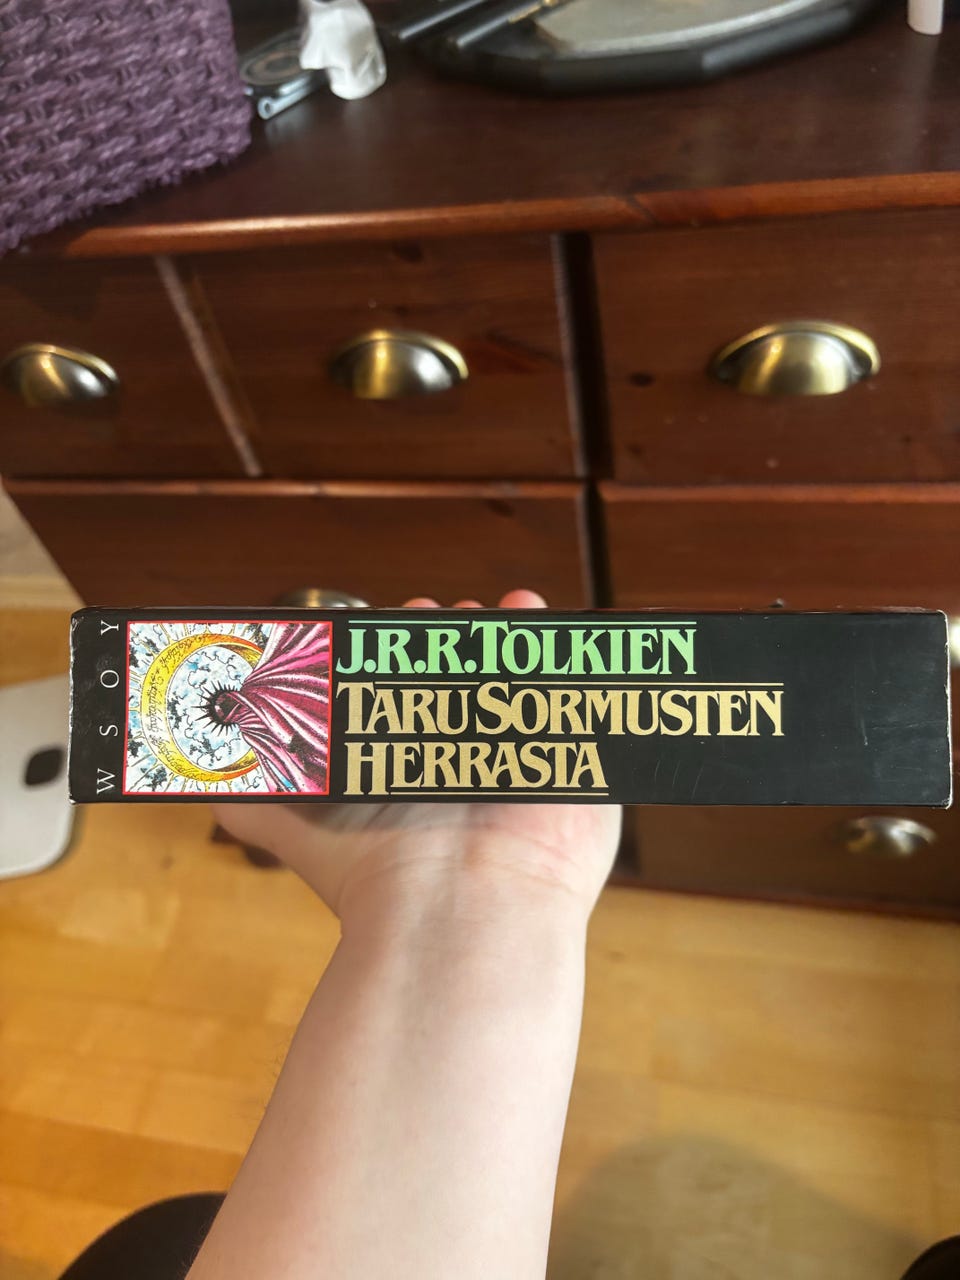 WSOY
J.R.R.TOLKIEN
TARU SORMUSTEN
HERRASTA